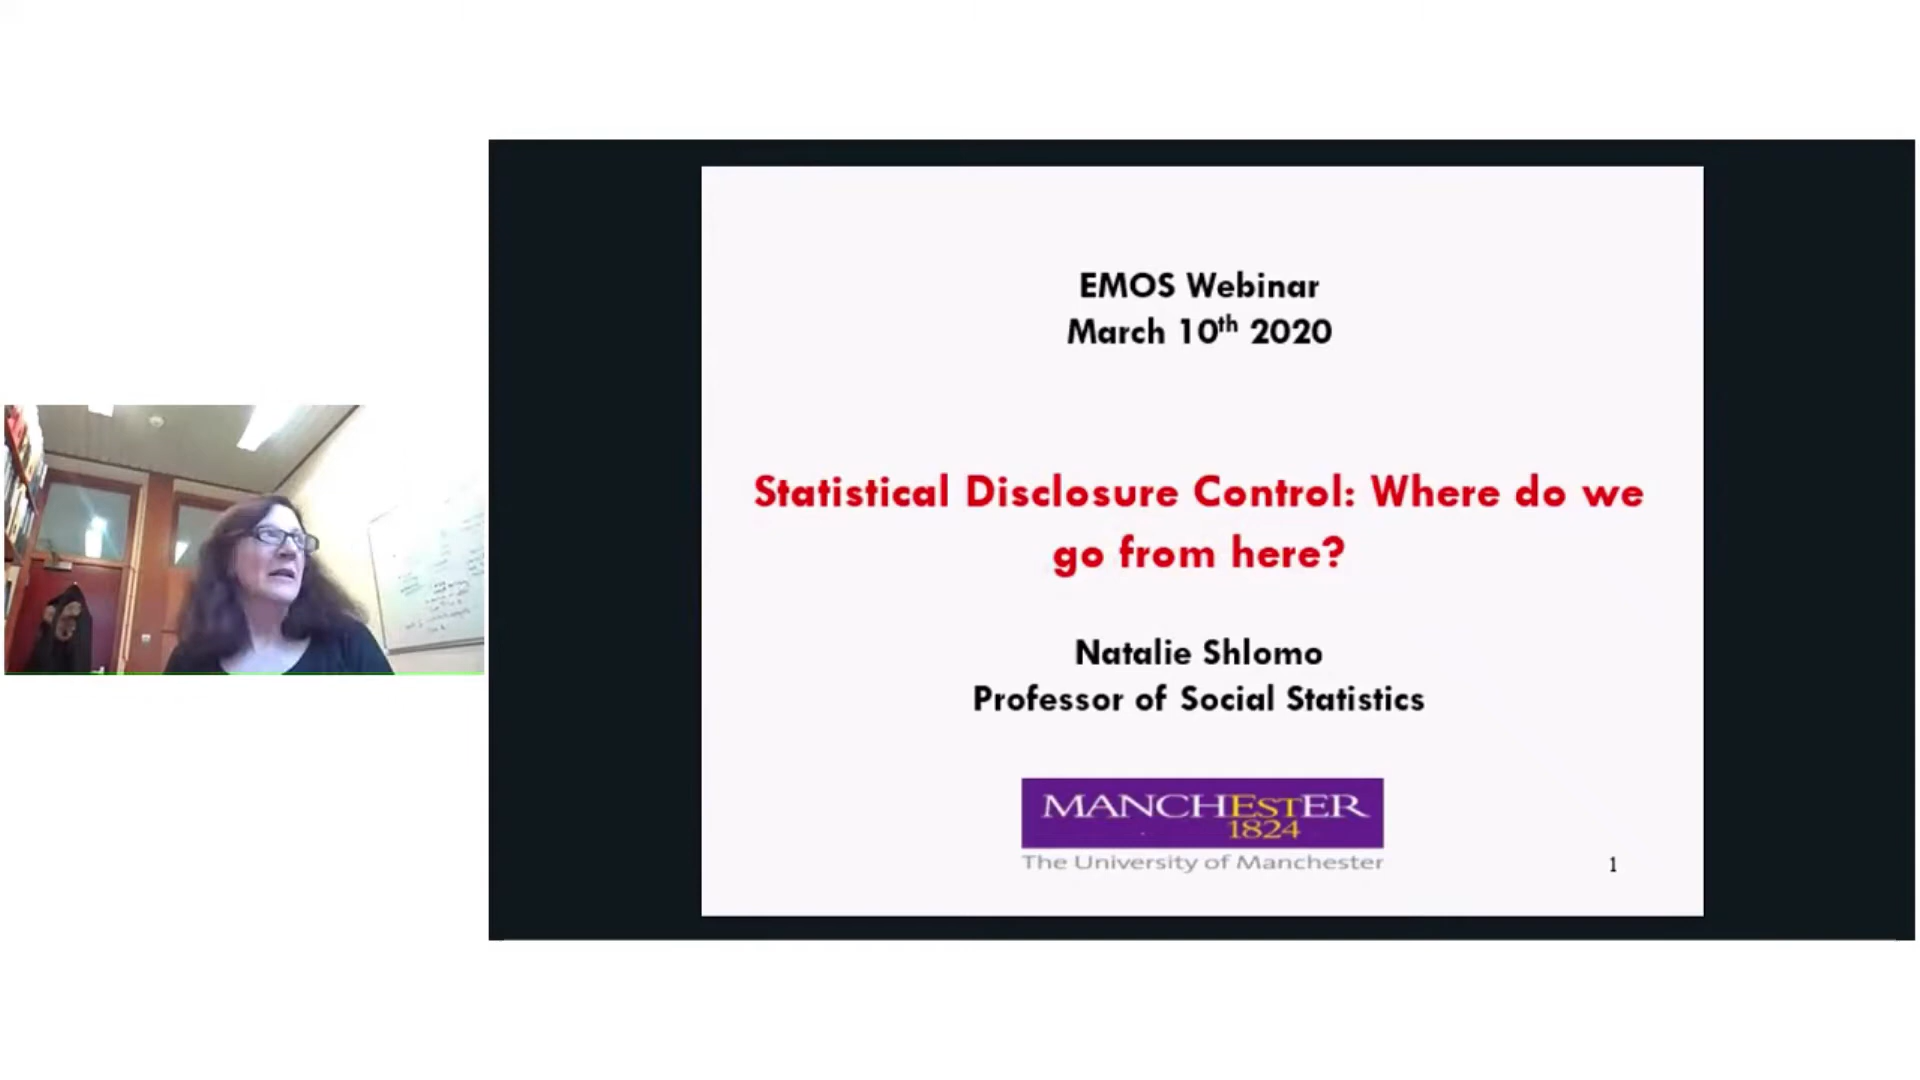 EMOS Webinar
March 10th 2020
Statistical Disclosure Control: Where do we
go from here?
Natalie Shlomo
Professor of Social Statistics
MANCHESTER
1824
The University of Manchester
1